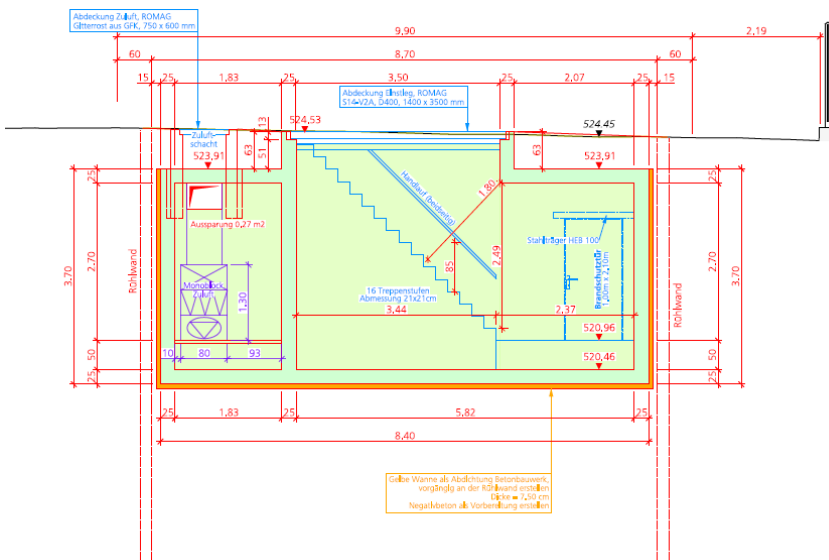 Abdeckung Zuluft, ROMAG
Gitterrost aus GFK, 750 x 600 mm
9,90
2,19
60
8,70
60
15
25
1,83
25
3,50
25
2,07
25
15
Abdeckung Einstieg, ROMAG
S14-V2A, D400, 1400 x 3500 mm
13
524,53
524.45
Zuluft-
schacht
63
51
63
523,91
523,91
25
25
Handlauf (beidseitig)
1,80
Aussparung 0,27 m2
Stahlträger HEB 100
3,70
2,70
Rühlwand
2,49
85
Brandschutztür
1,00m x 2,10m
2,70
3,70
Monoblock
Zuluft
1,30
16 Treppenstufen
Abmessung 21x21cm
3,44
2,37
Rühlwand
520,96
10
80
93
50
520,46
50
25
25
25
1,83
25
5,82
25
8,40
Gelbe Wanne als Abdichtung Betonbauwerk,
vorgängig an der Rühlwand erstellen
Dicke = 7,50 cm
Negativbeton als Vorbereitung erstellen